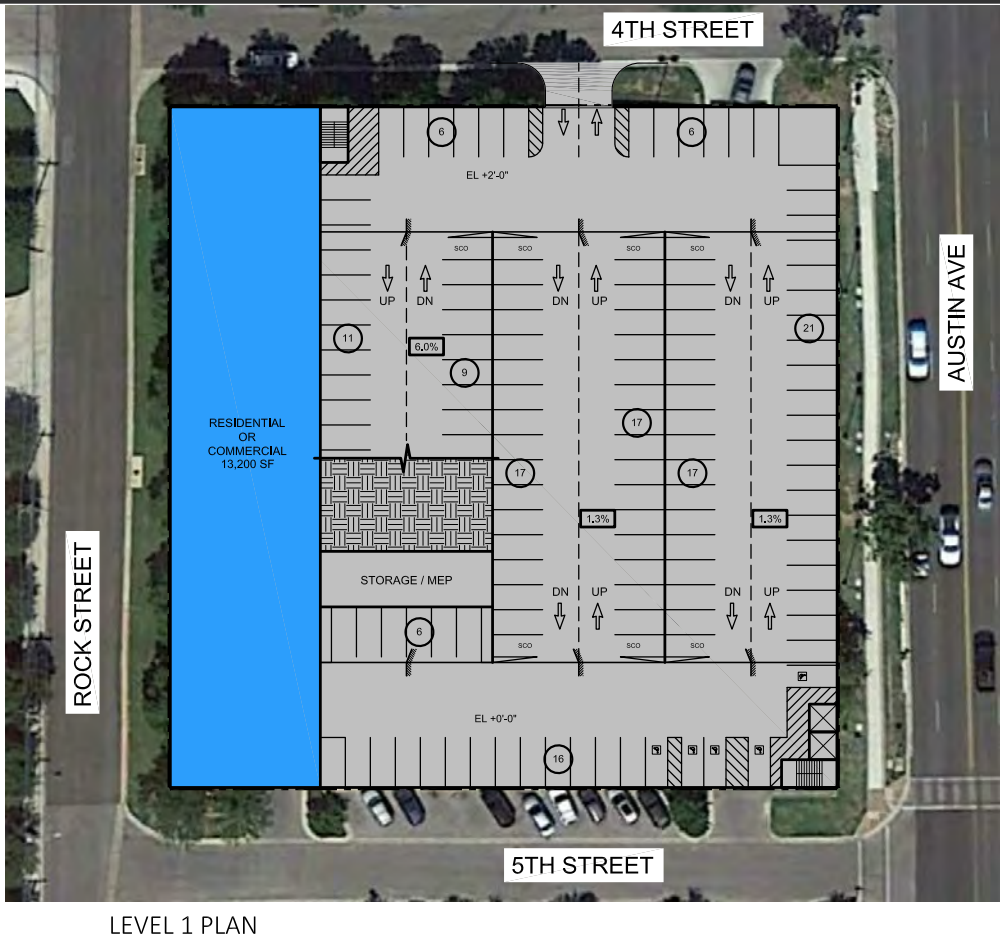 4TH STREET
6
6
EL +2'-0"
SCO
SCO
SCO
SCO
UP
DN
DN
UP
DN
UP
21
11
6.0%
9
AUSTIN AVE
RESIDENTIAL
OR
COMMERCIAL
13,200 SF
17
17
17
1.3%
1.3%
STORAGE / MEP
DN
UP
DN
UP
ROCK STREET
6
SCO
SCO
SCO
EL +0'-0"
16
5TH STREET
LEVEL 1 PLAN